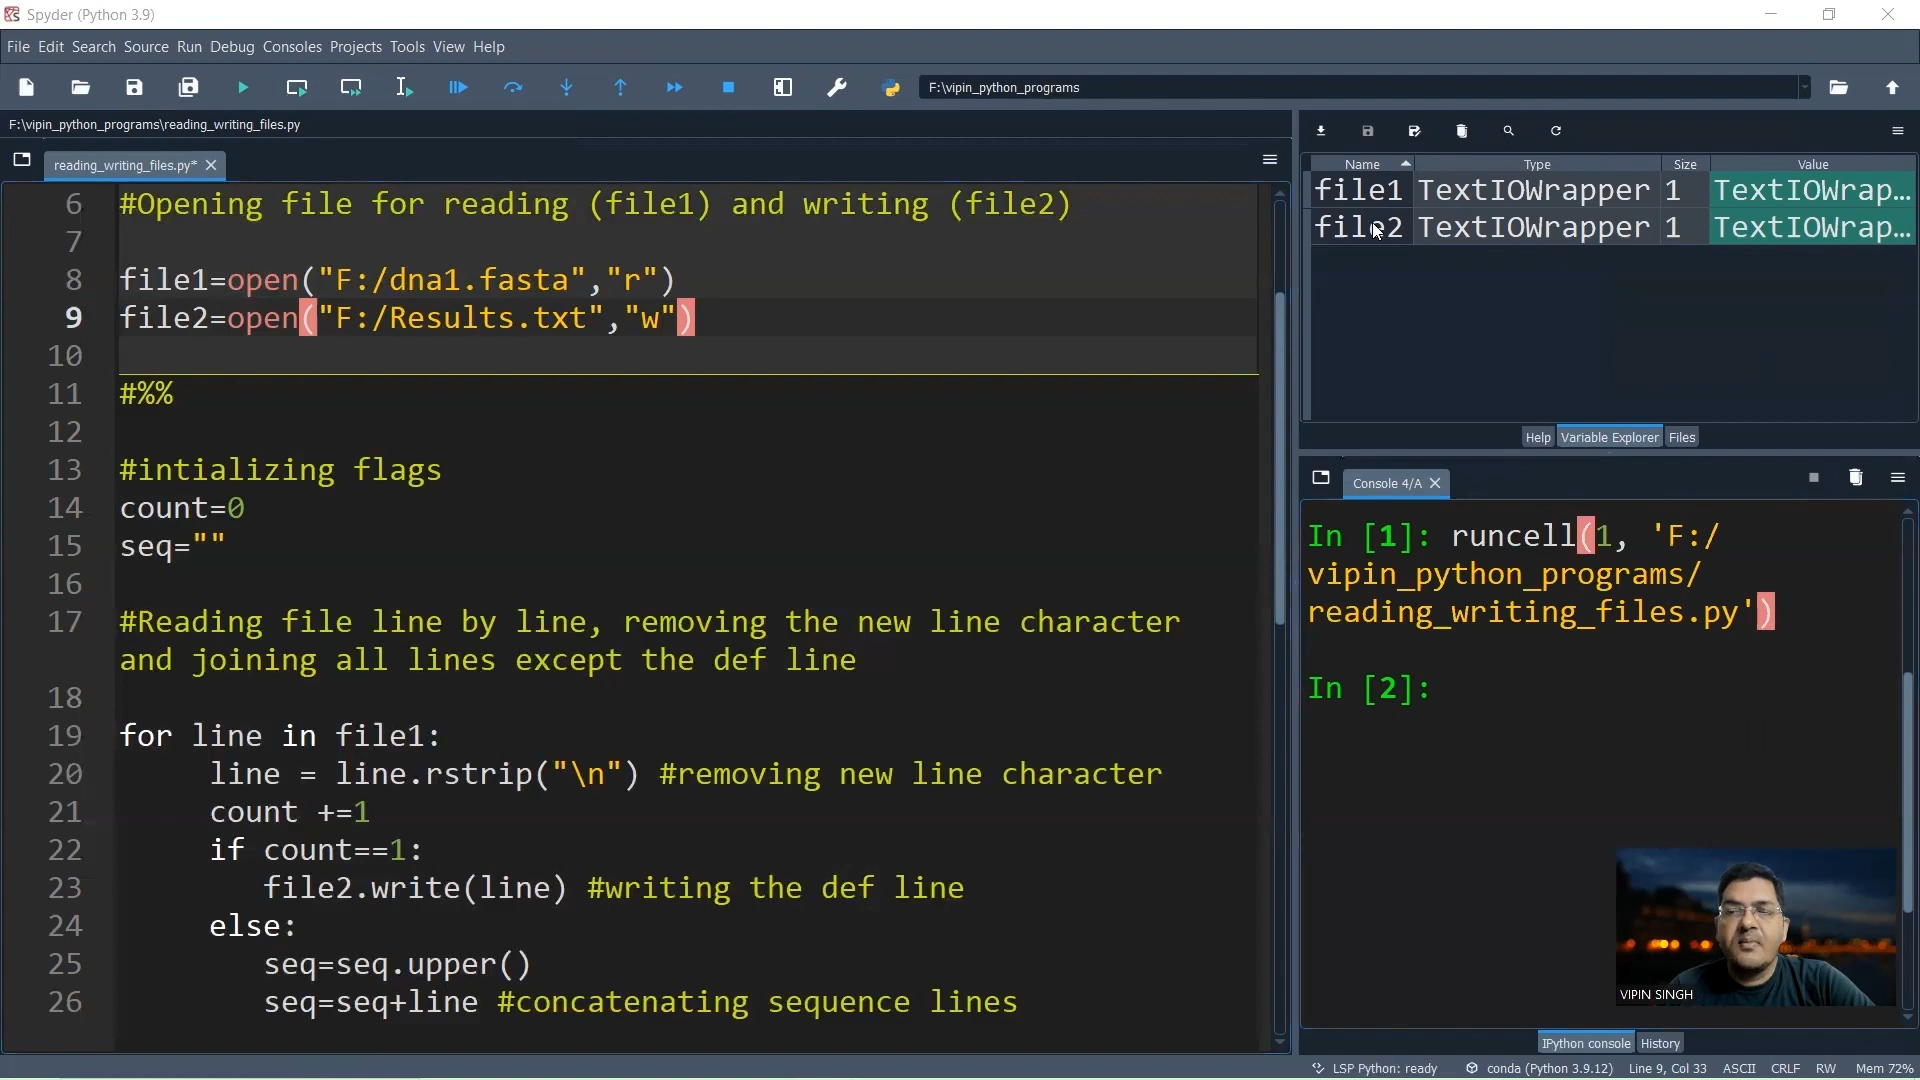 Spyder (Python 3.9)
File Edit Search Source Run Debug Consoles Projects Tools View Help
F:\vipin_python_programs
F:\vipin_python_programs\reading_writing_files.py
reading_writing_files.py*
6 #Opening file for reading (file1) and writing (file2)
7
8 file1=open("F:/dna1.fasta","r")
9 file2=open("F:/Results.txt","w")
10
11 #%%
12
13 #intializing flags
14 count=0
15 seq=""
16
17 #Reading file line by line, removing the new line character
and joining all lines except the def line
18
19 for line in file1:
20 line = line.rstrip("\n") #removing new line character
21 count +=1
22 if count==1:
23 file2.write(line) #writing the def line
24 else:
25 seq=seq.upper()
26 seq=seq+line #concatenating sequence lines
Name Type Size Value
file1 TextIOWrapper 1 TextIOWrap...
file2 TextIOWrapper 1 TextIOWrap...
Help Variable Explorer Files
Console 4/A
In [1]: runcell(1, 'F:/
vipin_python_programs/
reading_writing_files.py')
In [2]:
VIPIN SINGH
IPython console History
LSP Python: ready conda (Python 3.9.12) Line 9, Col 33 ASCII CRLF RW Mem 72%